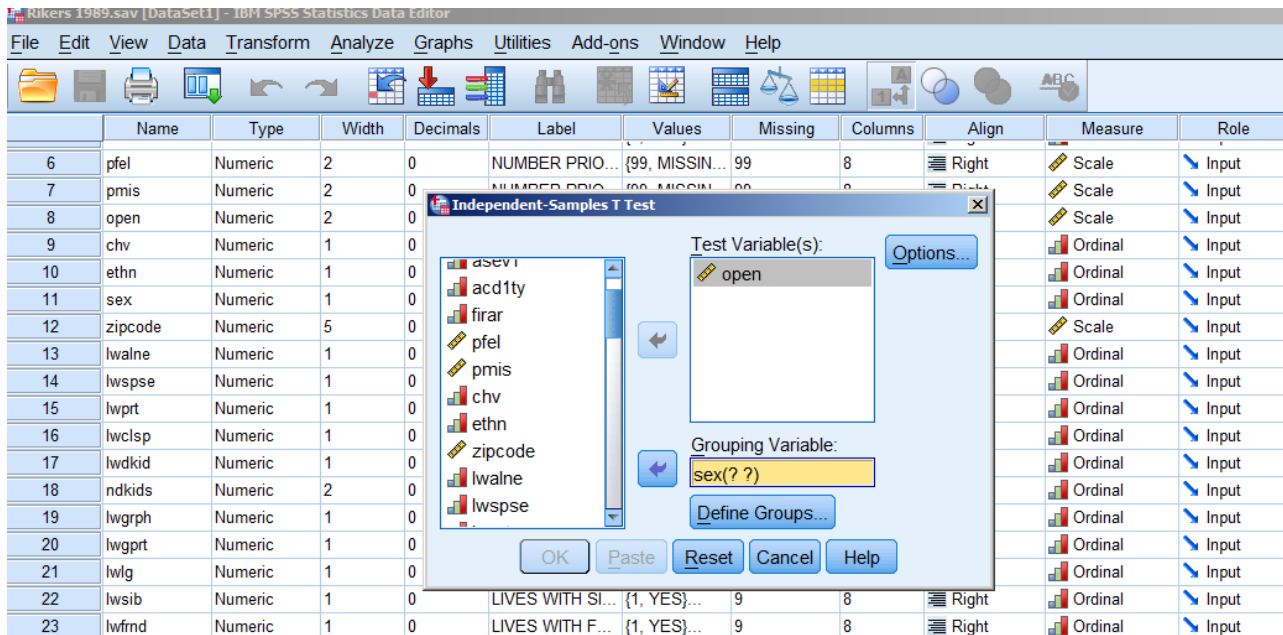 Rikers 1989.sav [DataSet1] - IBM SPSS Statistics Data Editor
File Edit View Data Transform Analyze Graphs Utilities Add-ons Window Help
A
1 4
ABC
Name Type Width Decimals Label Values Missing Columns Align Measure Role
6 pfel Numeric 2 0 NUMBER PRIO... {99, MISSIN... 99 8 Right Scale Input
7 pmis Numeric 2 0 NUMBER PRIO... {99, MISSIN... 99 8 Right Scale Input
8 open Numeric 2 0 Scale Input
9 chv Numeric 1 0 Ordinal Input
10 ethn Numeric 1 0 Ordinal Input
11 sex Numeric 1 0 Ordinal Input
12 zipcode Numeric 5 0 Scale Input
13 lwalne Numeric 1 0 Ordinal Input
14 lwspse Numeric 1 0 Ordinal Input
15 lwprt Numeric 1 0 Ordinal Input
16 lwclsp Numeric 1 0 Ordinal Input
17 lwdkid Numeric 1 0 Ordinal Input
18 ndkids Numeric 2 0 Ordinal Input
19 lwgrph Numeric 1 0 Ordinal Input
20 lwgprt Numeric 1 0 Ordinal Input
21 lwlg Numeric 1 0 Ordinal Input
22 lwsib Numeric 1 0 LIVES WITH SI... {1, YES}... 9 8 Right Ordinal Input
23 lwfrnd Numeric 1 0 LIVES WITH F... {1, YES}... 9 8 Right Ordinal Input
Independent-Samples T Test
asev1
acd1ty
firar
pfel
pmis
chv
ethn
zipcode
lwalne
lwspse
Test Variable(s):
open
Options...
Grouping Variable:
sex(? ?)
Define Groups...
OK Paste Reset Cancel Help